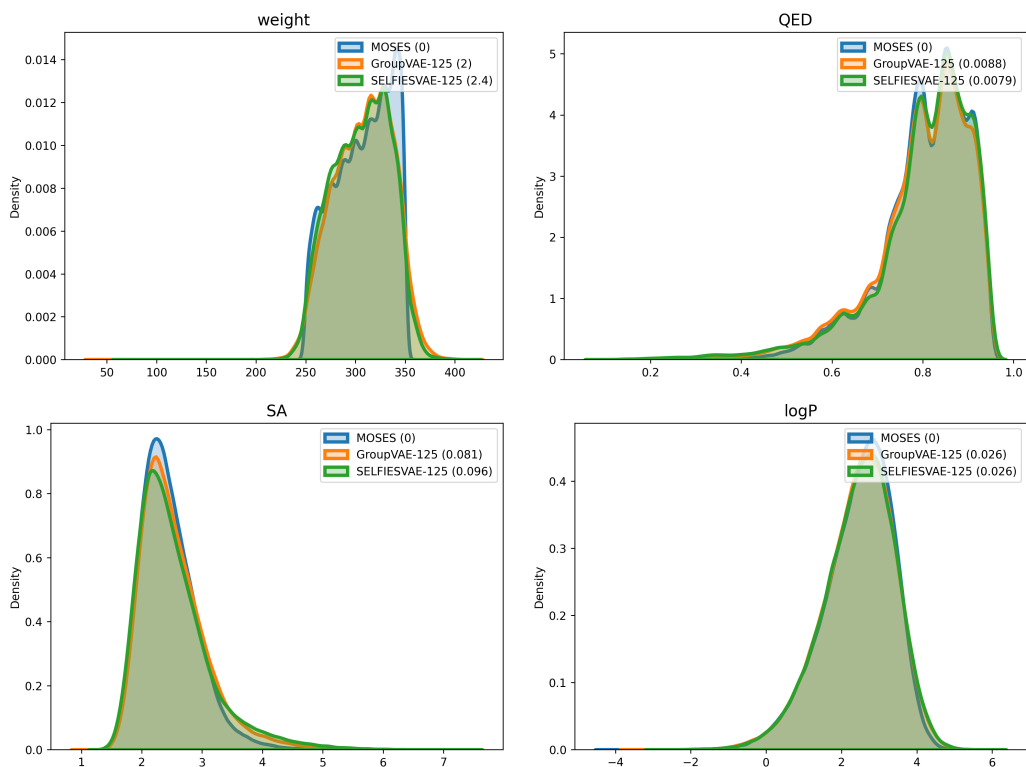 weight
MOSES (0)
GroupVAE-125 (2)
SELFIESVAE-125 (2.4)
Density
0.014
0.012
0.010
0.008
0.006
0.004
0.002
0.000
50 100 150 200 250 300 350 400
QED
MOSES (0)
GroupVAE-125 (0.0088)
SELFIESVAE-125 (0.0079)
Density
5
4
3
2
1
0
0.2 0.4 0.6 0.8 1.0
SA
MOSES (0)
GroupVAE-125 (0.081)
SELFIESVAE-125 (0.096)
Density
1.0
0.8
0.6
0.4
0.2
0.0
1 2 3 4 5 6 7
logP
MOSES (0)
GroupVAE-125 (0.026)
SELFIESVAE-125 (0.026)
Density
0.4
0.3
0.2
0.1
0.0
−4 −2 0 2 4 6